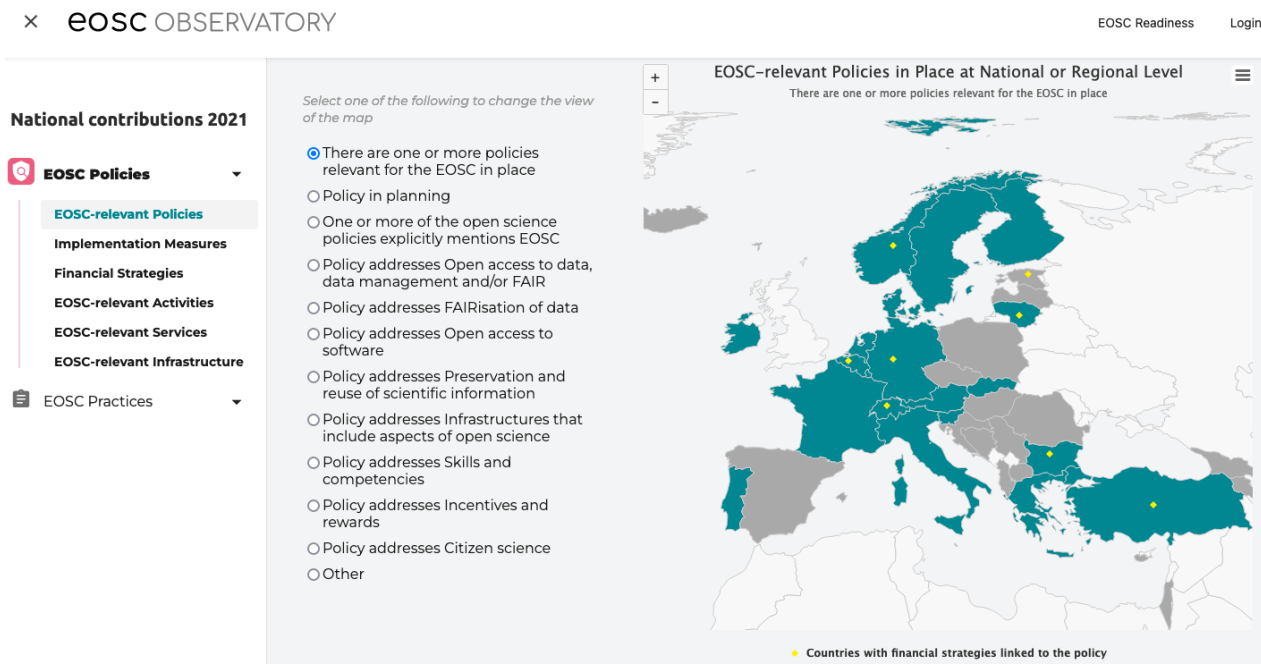 × eosc OBSERVATORY
EOSC Readiness
Login
National contributions 2021
EOSC Policies
EOSC-relevant Policies
Implementation Measures
Financial Strategies
EOSC-relevant Activities
EOSC-relevant Services
EOSC-relevant Infrastructure
EOSC Practices
Select one of the following to change the view
of the map
There are one or more policies
relevant for the EOSC in place
Policy in planning
One or more of the open science
policies explicitly mentions EOSC
Policy addresses Open access to data,
data management and/or FAIR
Policy addresses FAIRisation of data
Policy addresses Open access to
software
Policy addresses Preservation and
reuse of scientific information
Policy addresses Infrastructures that
include aspects of open science
Policy addresses Skills and
competencies
Policy addresses Incentives and
rewards
Policy addresses Citizen science
Other
+
-
EOSC-relevant Policies in Place at National or Regional Level
There are one or more policies relevant for the EOSC in place
Countries with financial strategies linked to the policy